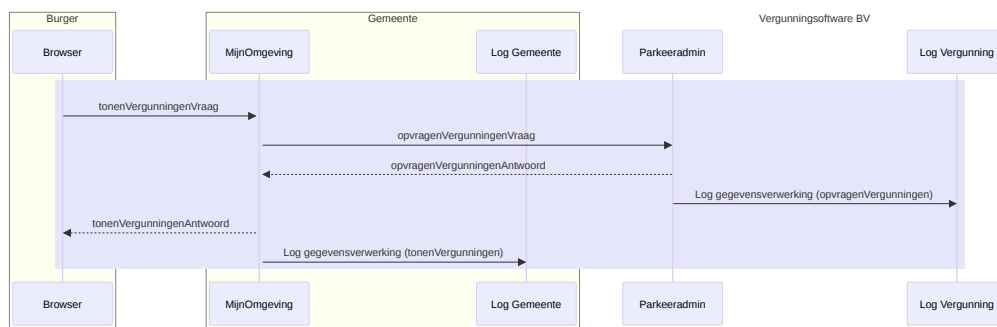 Burger
Gemeente
Vergunningsoftware BV
Browser
MijnOmgeving
Log Gemeente
Parkeeradmin
Log Vergunning
tonenVergunningenVraag
opvragenVergunningenVraag
opvragenVergunningenAntwoord
Log gegevensverwerking (opvragenVergunningen)
tonenVergunningenAntwoord
Log gegevensverwerking (tonenVergunningen)
Browser
MijnOmgeving
Log Gemeente
Parkeeradmin
Log Vergunning